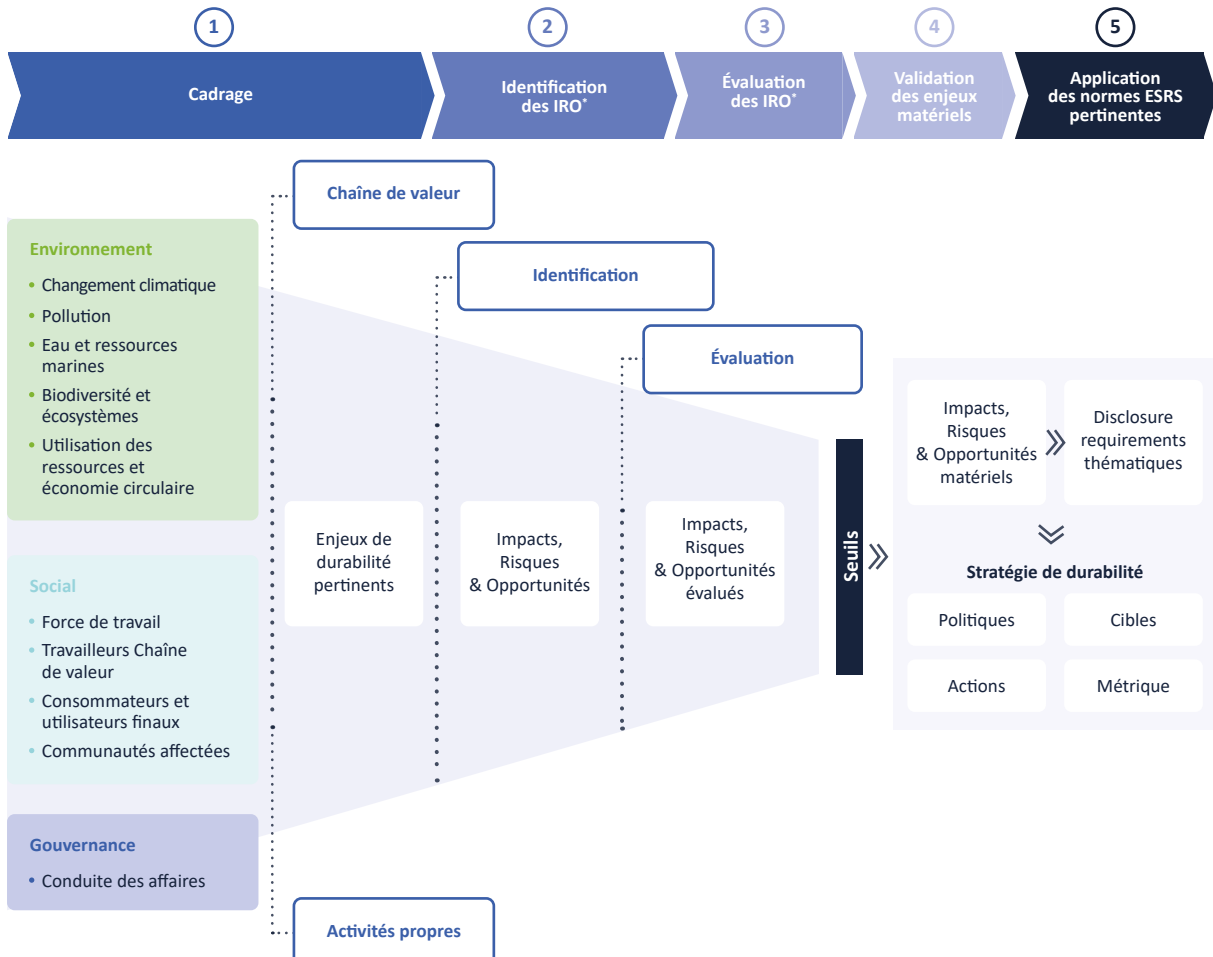 1
2
3
4
5
Cadrage
Identification
des IRO*
Évaluation
des IRO*
Validation
des enjeux
matériels
Application
des normes ESRS
pertinentes
Chaîne de valeur
Identification
Évaluation
Environnement
• Changement climatique
• Pollution
• Eau et ressources
marines
• Biodiversité et
écosystèmes
• Utilisation des
ressources et
économie circulaire
Social
• Force de travail
• Travailleurs Chaîne
de valeur
• Consommateurs et
utilisateurs finaux
• Communautés affectées
Gouvernance
• Conduite des affaires
Enjeux de
durabilité
pertinents
Impacts,
Risques
& Opportunités
Impacts,
Risques
& Opportunités
évalués
Seuils
Impacts,
Risques
& Opportunités
matériels
Disclosure
requirements
thématiques
Stratégie de durabilité
Politiques
Cibles
Actions
Métrique
Activités propres